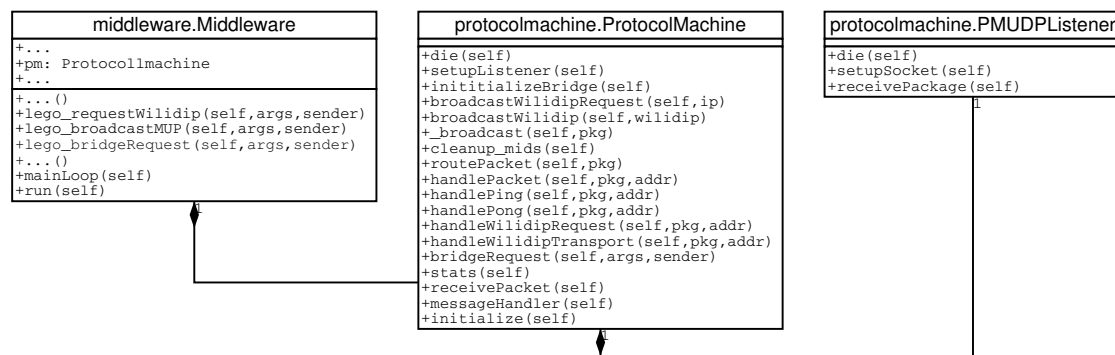 middleware.Middleware
+...
+pm: Protocollmachine
+...
+...()
+lego_requestWilidip(self,args,sender)
+lego_broadcastMUP(self,args,sender)
+lego_bridgeRequest(self,args,sender)
+...()
+mainLoop(self)
+run(self)
1
protocolmachine.ProtocolMachine
+die(self)
+setupListener(self)
+inititializeBridge(self)
+broadcastWilidipRequest(self,ip)
+broadcastWilidip(self,wilidip)
+_broadcast(self,pkg)
+cleanup_mids(self)
+routePacket(self,pkg)
+handlePacket(self,pkg,addr)
+handlePing(self,pkg,addr)
+handlePong(self,pkg,addr)
+handleWilidipRequest(self,pkg,addr)
+handleWilidipTransport(self,pkg,addr)
+bridgeRequest(self,args,sender)
+stats(self)
+receivePacket(self)
+messageHandler(self)
+initialize(self)
1
protocolmachine.PMUDPListener
+die(self)
+setupSocket(self)
+receivePackage(self)
1